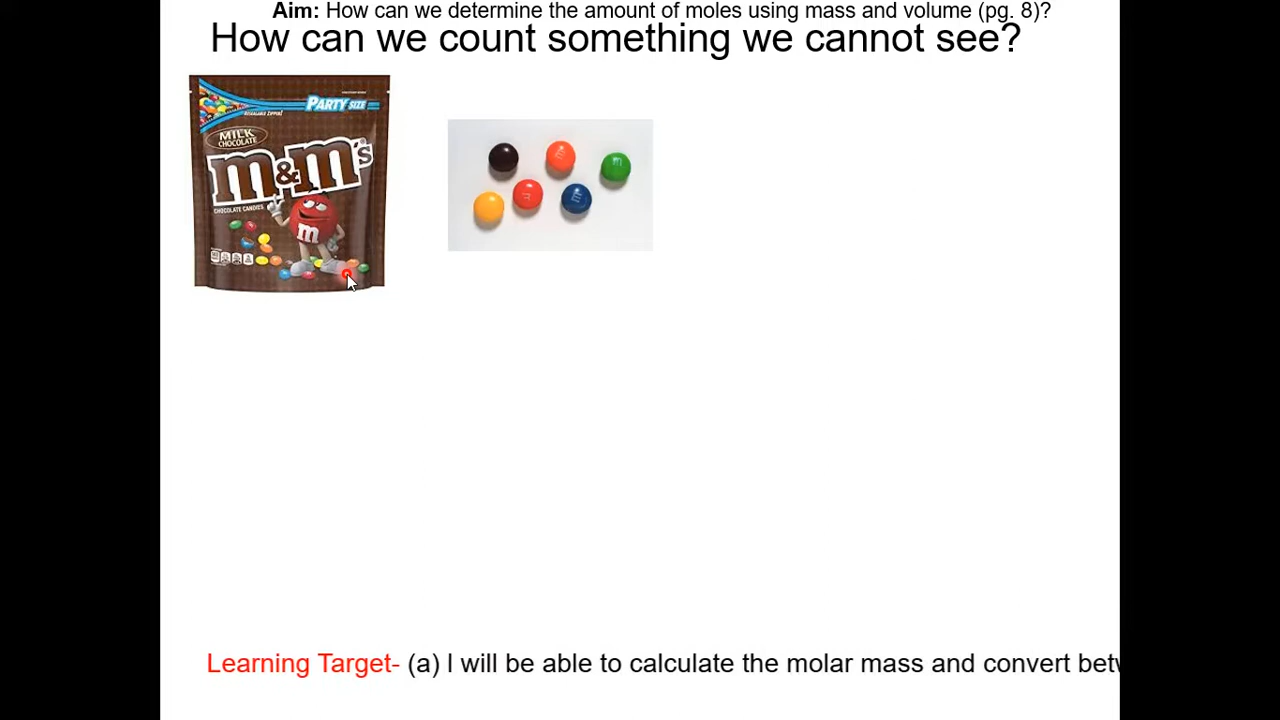 Aim: How can we determine the amount of moles using mass and volume (pg. 8)?
How can we count something we cannot see?
PARTY SIZE
MILK
CHOCOLATE
m&m's
CHOCOLATE CANDIES
m
Learning Target- (a) I will be able to calculate the molar mass and convert betw